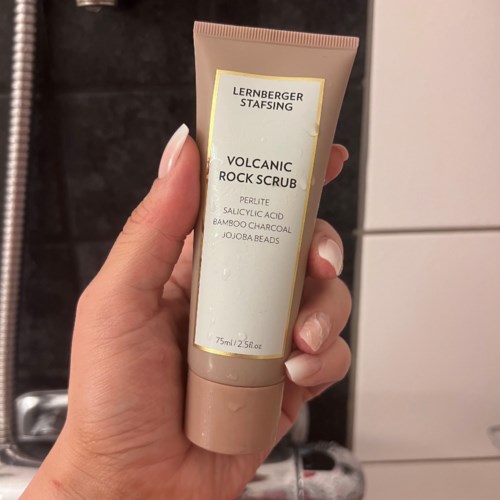 LERNBERGER
STAFSING
VOLCANIC
ROCK SCRUB
PERLITE
SALICYLIC ACID
BAMBOO CHARCOAL
JOJOBA BEADS
75ml / 2.5fl.oz